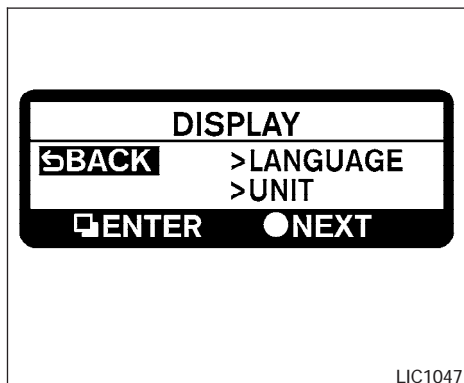 DISPLAY
BACK >LANGUAGE
>UNIT
ENTER NEXT
LIC1047